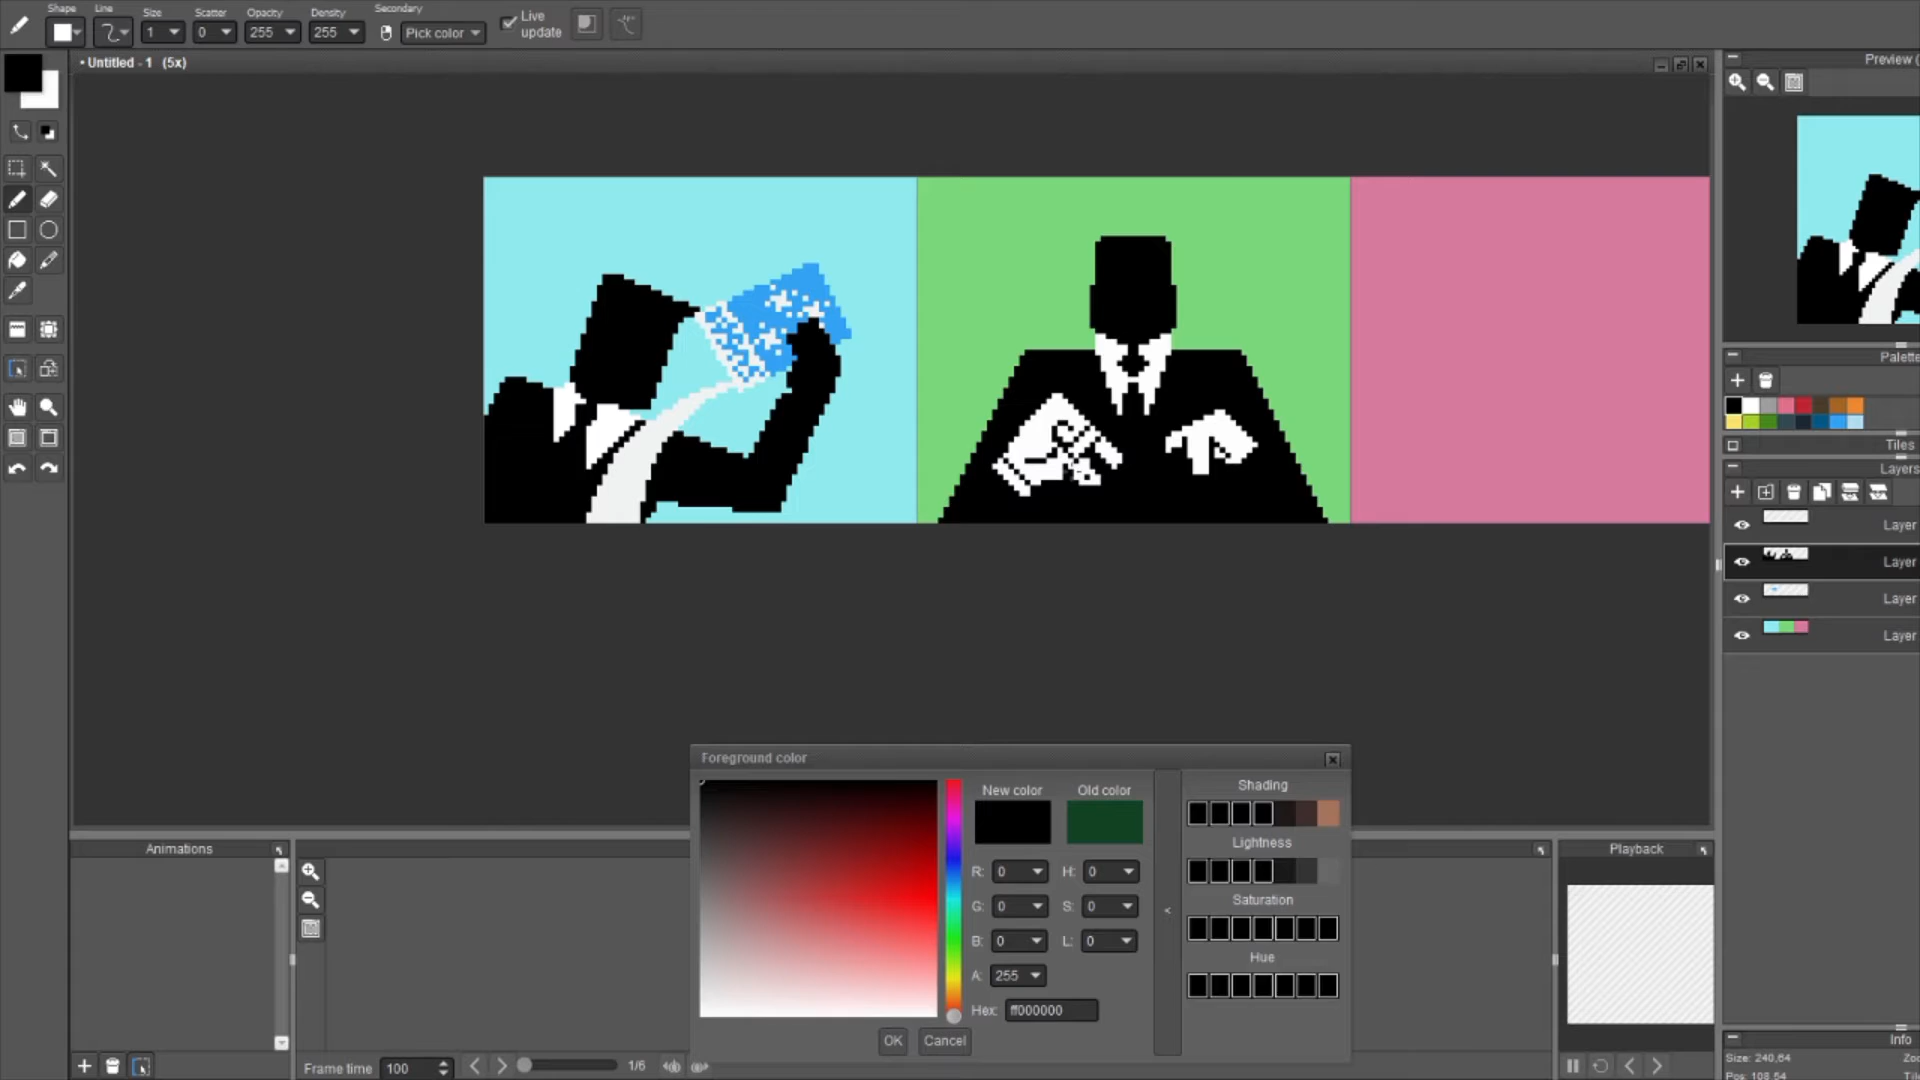 Shape Line Size Scatter Opacity Density Secondary
1 0 255 255 Pick color Live update
Untitled - 1 (5x)
Preview (
Palette
Tiles
Layers
Layer
Layer
Layer
Layer
Foreground color
New color Old color
R: 0 H: 0
G: 0 S: 0
B: 0 L: 0
A: 255
Hex: ff000000
OK Cancel
<
Shading
Lightness
Saturation
Hue
Animations
Playback
Frame time 100 1/6
Info
Size: 240,64
Pos: 108,54